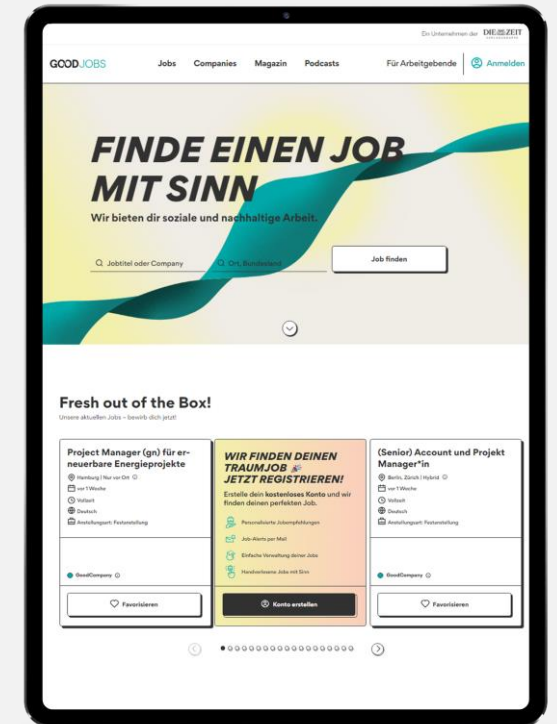 Ein Unternehmen der DIE ZEIT
GOODJOBS Jobs Companies Magazin Podcasts Für Arbeitgebende Anmelden
FINDE EINEN JOB
MIT SINN
Wir bieten dir soziale und nachhaltige Arbeit.
Jobtitel oder Company Ort, Bundesland Job finden
Fresh out of the Box!
Unsere aktuellen Jobs – bewirb dich jetzt!
Project Manager (gn) für er-
neuerbare Energieprojekte
Hamburg | Nur vor Ort
vor 1 Woche
Vollzeit
Deutsch
Anstellungsart: Festanstellung
GoodCompany
Favorisieren
WIR FINDEN DEINEN
TRAUMJOB 🎉
JETZT REGISTRIEREN!
Erstelle dein kostenloses Konto und wir
finden deinen perfekten Job.
Personalisierte Jobempfehlungen
Job-Alerts per Mail
Einfache Verwaltung deiner Jobs
Handverlesene Jobs mit Sinn
Konto erstellen
(Senior) Account und Projekt
Manager*in
Berlin, Zürich | Hybrid
vor 1 Woche
Vollzeit
Deutsch
Anstellungsart: Festanstellung
GoodCompany
Favorisieren